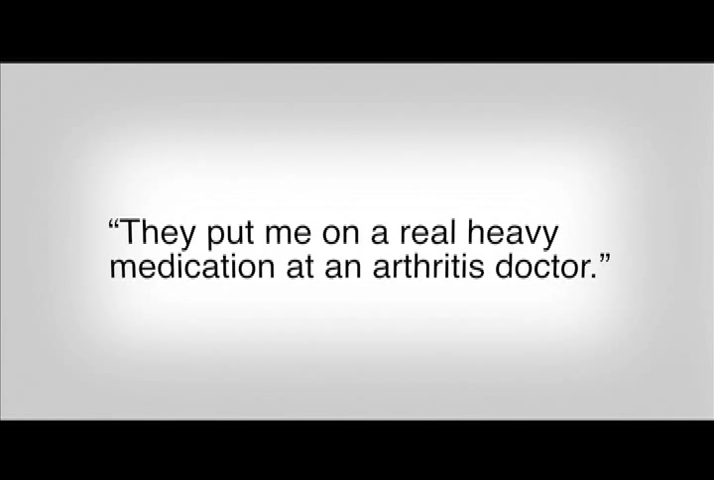 “They put me on a real heavy
medication at an arthritis doctor.”